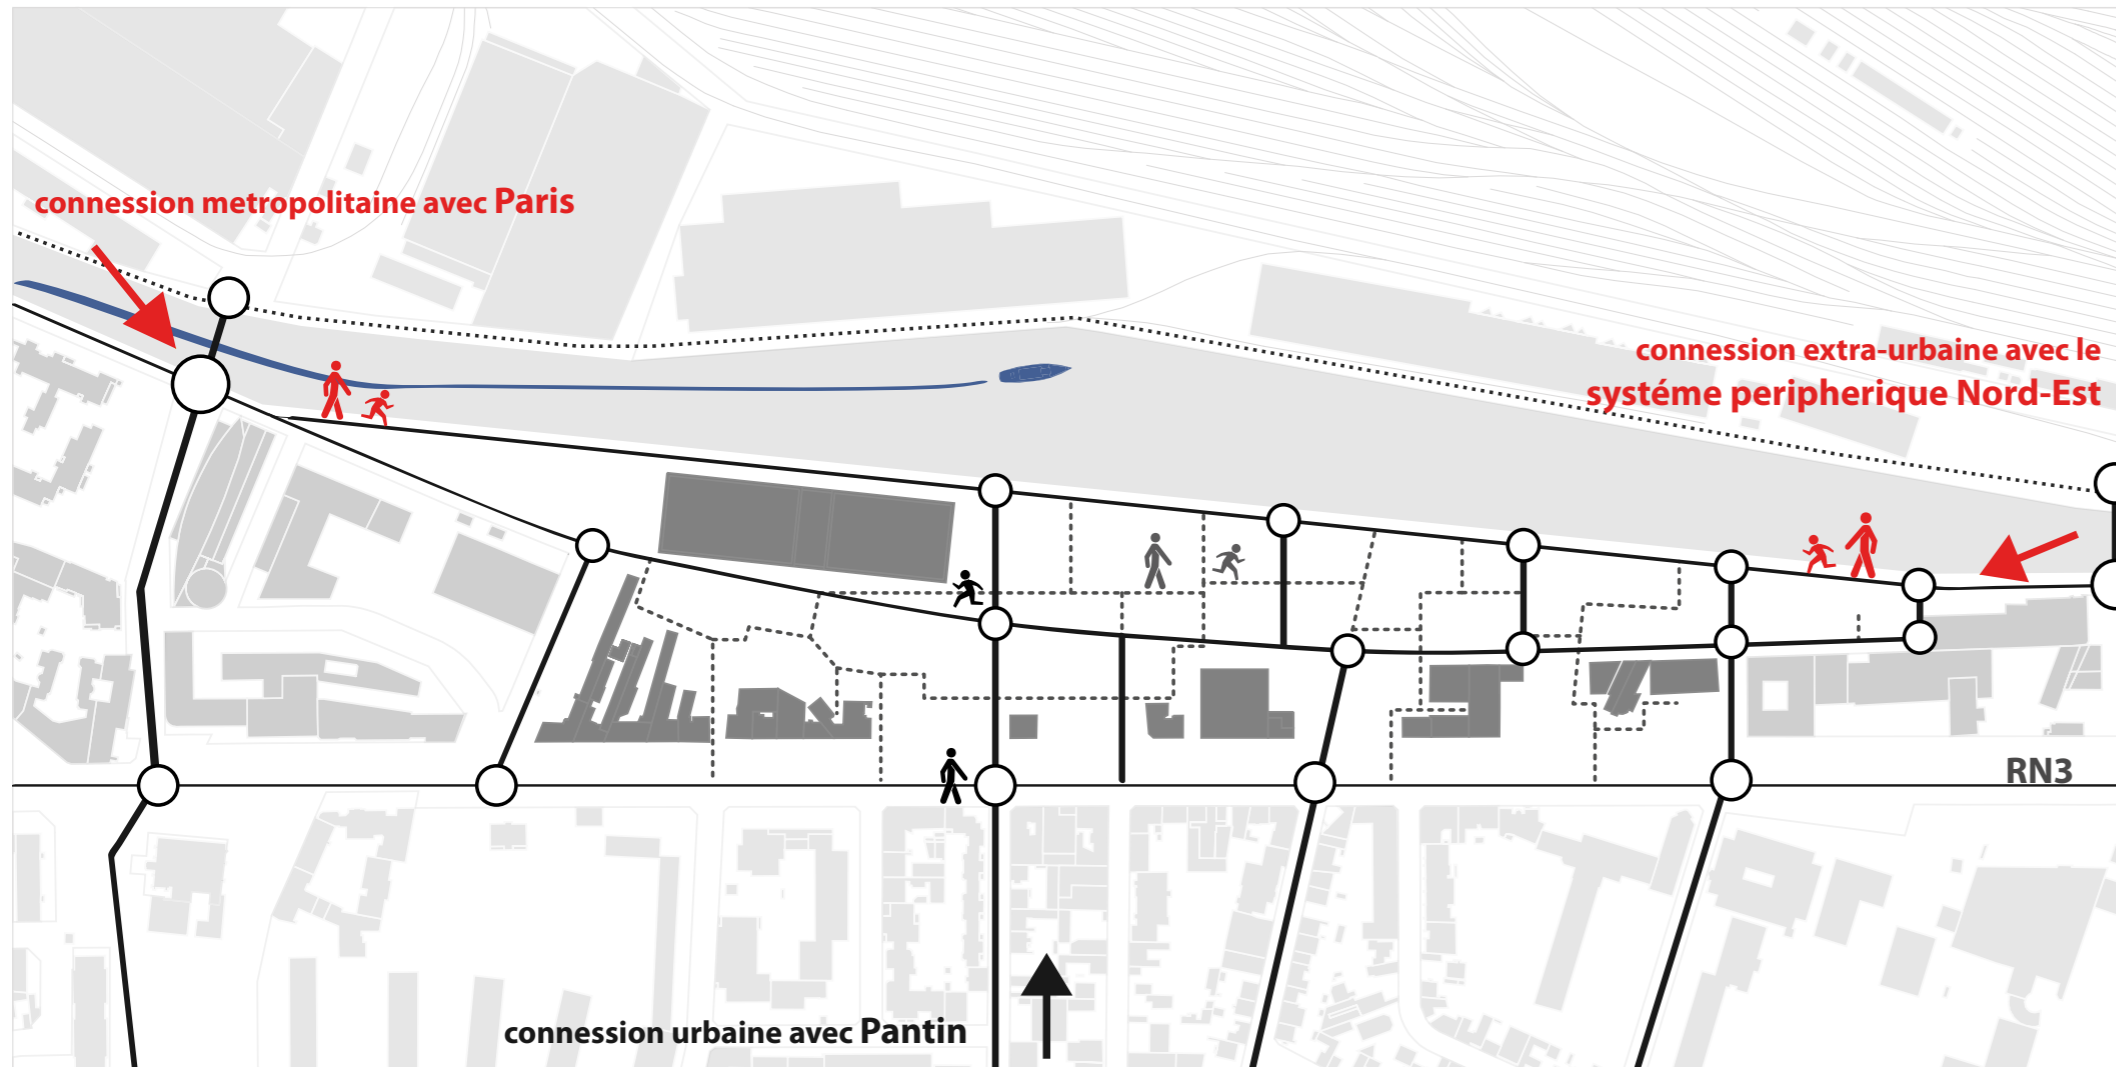 connession metropolitaine avec Paris
connession extra-urbaine avec le
systéme peripherique Nord-Est
RN3
connession urbaine avec Pantin